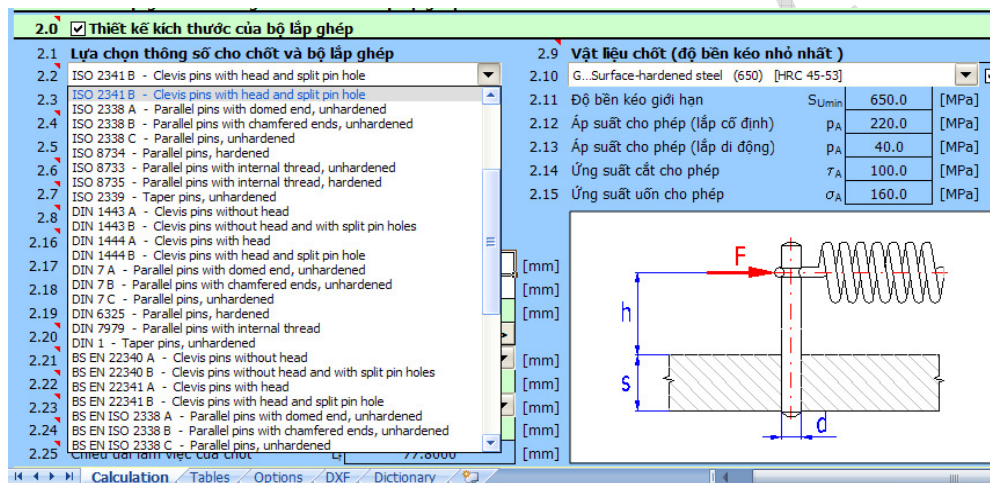 2.0 Thiết kế kích thước của bộ lắp ghép
2.1 Lựa chọn thông số cho chốt và bộ lắp ghép
2.2 ISO 2341 B - Clevis pins with head and split pin hole
ISO 2341 B - Clevis pins with head and split pin hole
ISO 2338 A - Parallel pins with domed end, unhardened
ISO 2338 B - Parallel pins with chamfered ends, unhardened
ISO 2338 C - Parallel pins, unhardened
ISO 8734 - Parallel pins, hardened
ISO 8733 - Parallel pins with internal thread, unhardened
ISO 8735 - Parallel pins with internal thread, hardened
ISO 2339 - Taper pins, unhardened
DIN 1443 A - Clevis pins without head
DIN 1443 B - Clevis pins without head and with split pin holes
DIN 1444 A - Clevis pins with head
DIN 1444 B - Clevis pins with head and split pin hole
DIN 7 A - Parallel pins with domed end, unhardened
DIN 7 B - Parallel pins with chamfered ends, unhardened
DIN 7 C - Parallel pins, unhardened
DIN 6325 - Parallel pins, hardened
DIN 7979 - Parallel pins with internal thread
DIN 1 - Taper pins, unhardened
BS EN 22340 A - Clevis pins without head
BS EN 22340 B - Clevis pins without head and with split pin holes
BS EN 22341 A - Clevis pins with head
BS EN 22341 B - Clevis pins with head and split pin hole
BS EN ISO 2338 A - Parallel pins with domed end, unhardened
BS EN ISO 2338 B - Parallel pins with chamfered ends, unhardened
BS EN ISO 2338 C - Parallel pins, unhardened
2.3
2.4
2.5
2.6
2.7
2.8
2.16
2.17 [mm]
2.18 [mm]
2.19 [mm]
2.20
2.21 [mm]
2.22 [mm]
2.23 [mm]
2.24 [mm]
2.25 Chiều dài làm việc của chốt 77.8000 [mm]
2.9 Vật liệu chốt (độ bền kéo nhỏ nhất )
2.10 G...Surface-hardened steel (650) [HRC 45-53]
2.11 Độ bền kéo giới hạn SUmin 650.0 [MPa]
2.12 Áp suất cho phép (lắp cố định) pA 220.0 [MPa]
2.13 Áp suất cho phép (lắp di động) pA 40.0 [MPa]
2.14 Ứng suất cắt cho phép τA 100.0 [MPa]
2.15 Ứng suất uốn cho phép σA 160.0 [MPa]
F
h
s
d
Calculation Tables Options DXF Dictionary